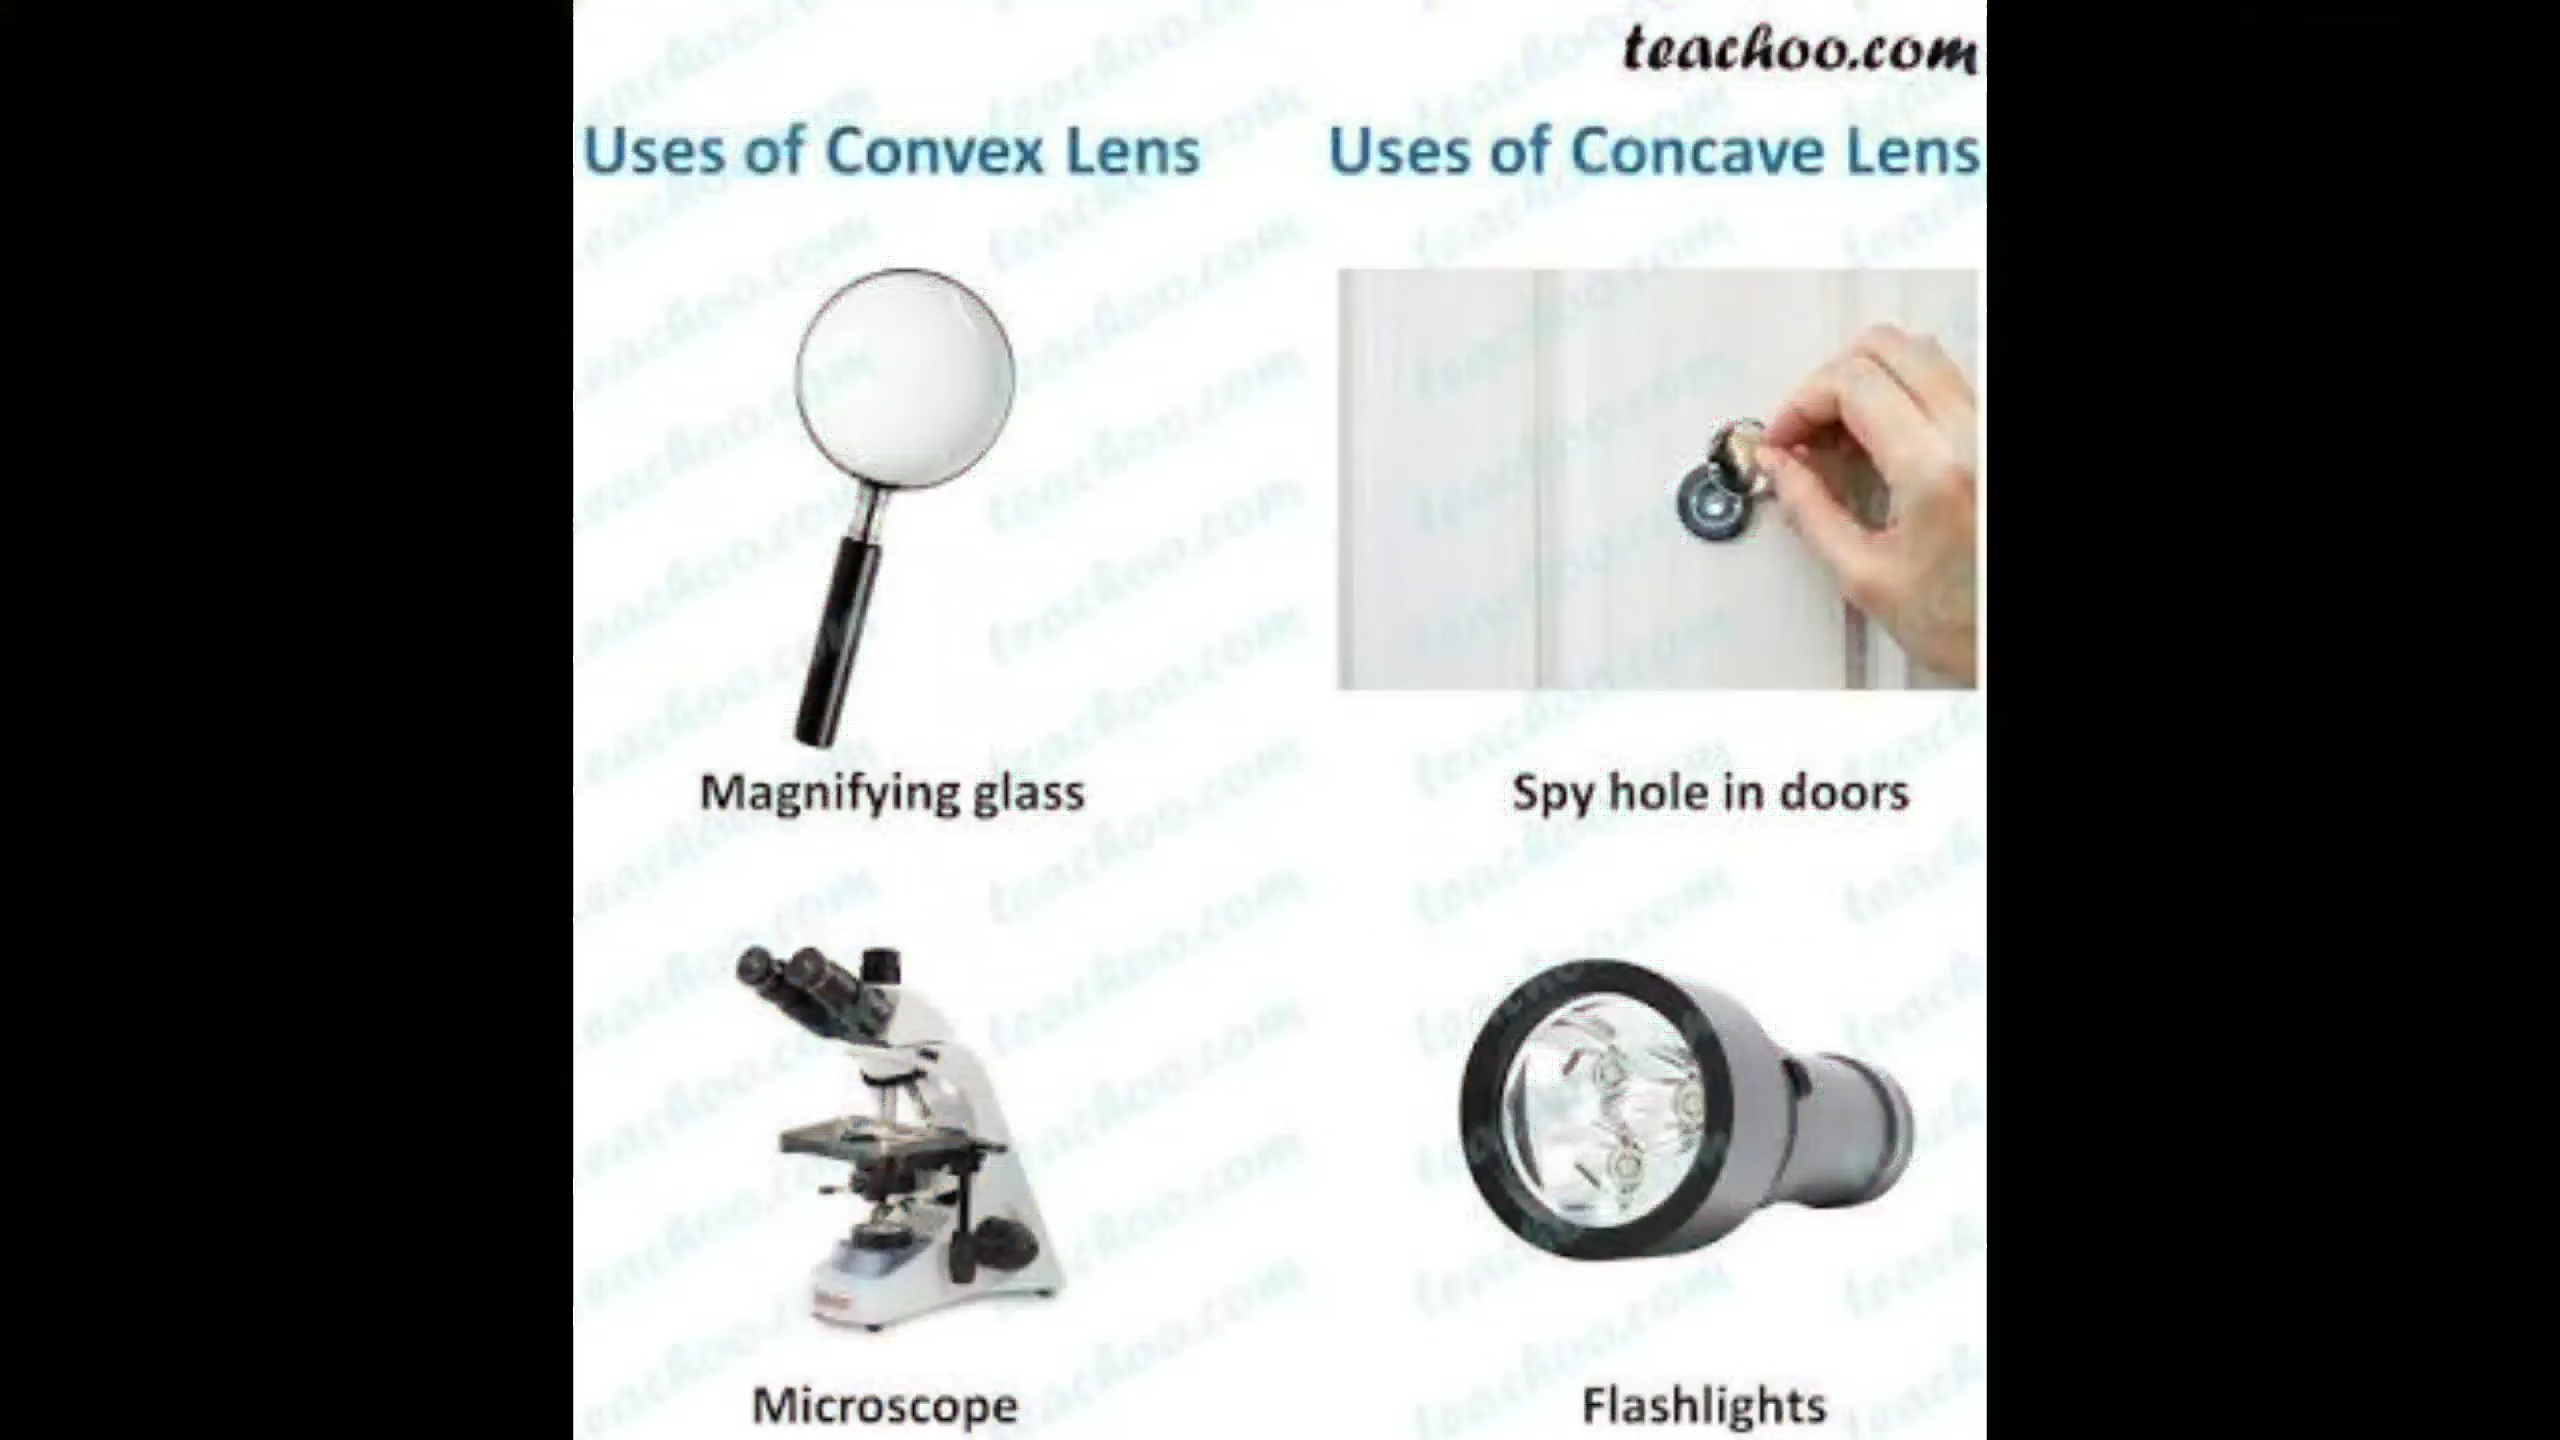 teachoo.com
Uses of Convex Lens
Uses of Concave Lens
Magnifying glass
Spy hole in doors
Microscope
Flashlights